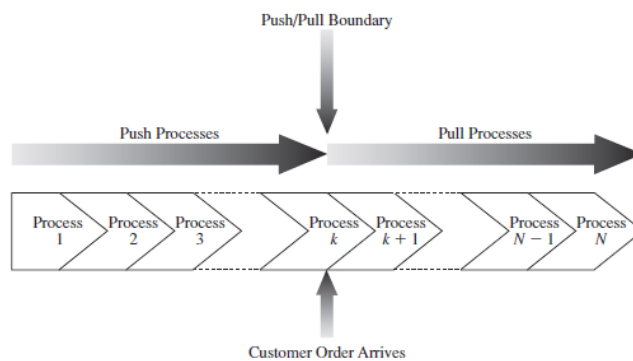 Push/Pull Boundary
Push Processes
Pull Processes
Process
1
Process
2
Process
3
Process
k
Process
k + 1
Process
N − 1
Process
N
Customer Order Arrives